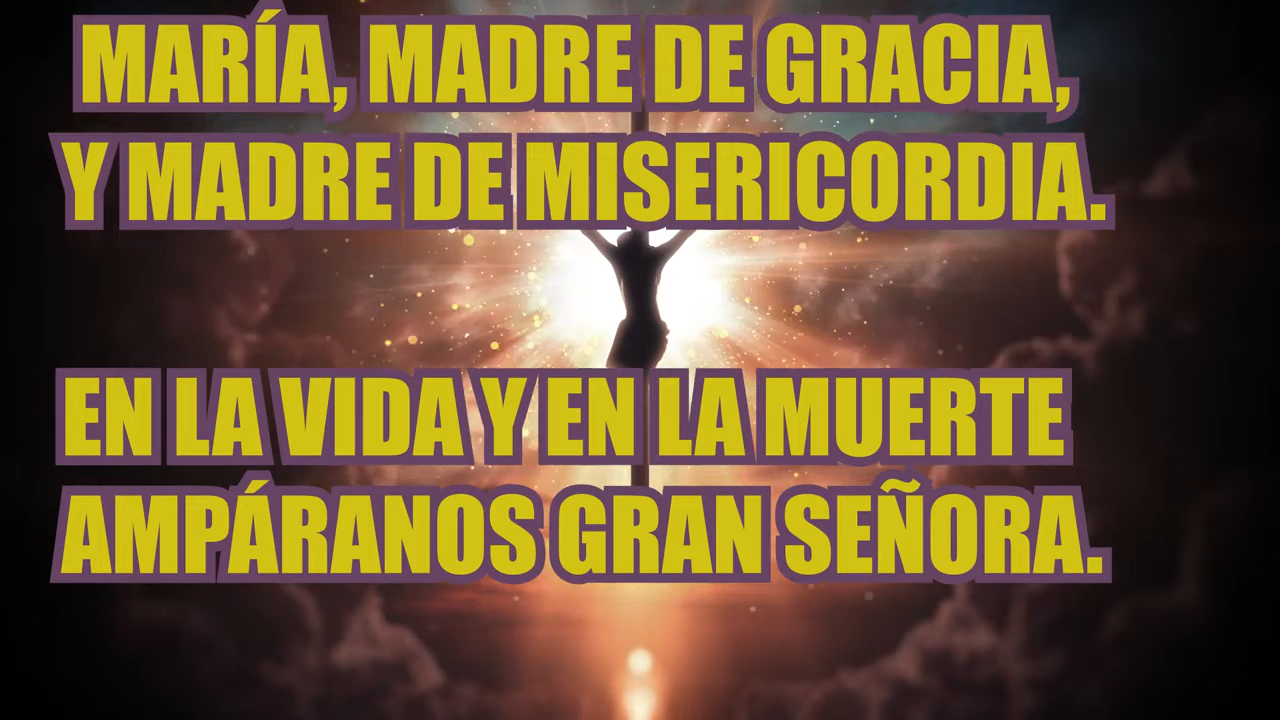 MARÍA, MADRE DE GRACIA,
Y MADRE DE MISERICORDIA.
EN LA VIDA Y EN LA MUERTE
AMPÁRANOS GRAN SEÑORA.